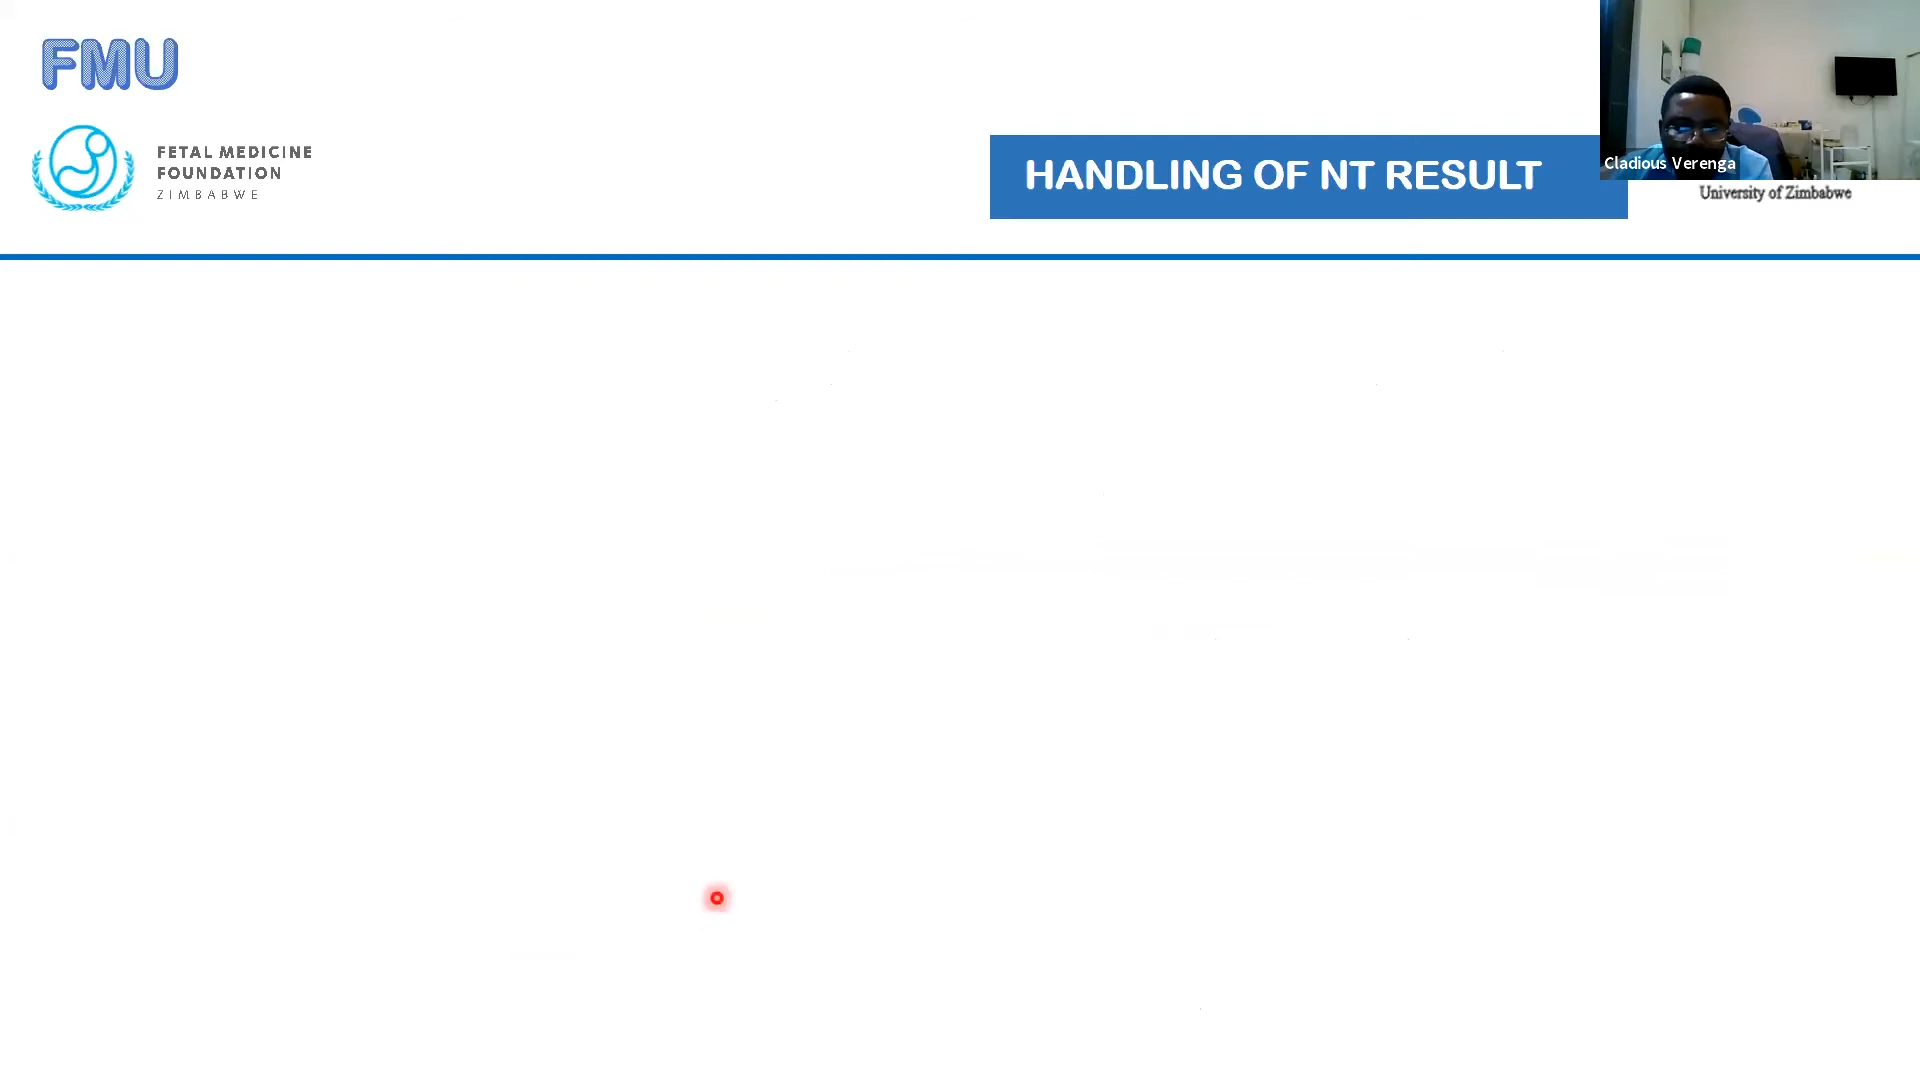 FMU
FETAL MEDICINE
FOUNDATION
ZIMBABWE
HANDLING OF NT RESULT
Cladious Verenga
University of Zimbabwe